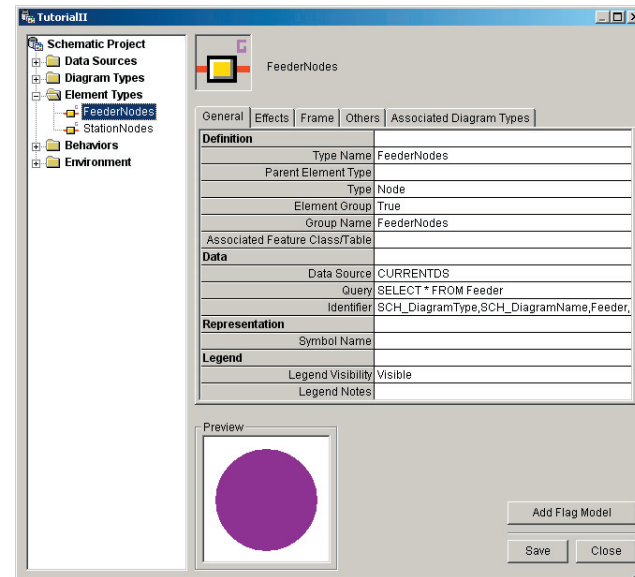 TutorialII
Schematic Project
Data Sources
Diagram Types
Element Types
FeederNodes
StationNodes
Behaviors
Environment
G
FeederNodes
General Effects Frame Others Associated Diagram Types
Definition
Type Name FeederNodes
Parent Element Type
Type Node
Element Group True
Group Name FeederNodes
Associated Feature Class/Table
Data
Data Source CURRENTDS
Query SELECT * FROM Feeder
Identifier SCH_DiagramType,SCH_DiagramName,Feeder,
Representation
Symbol Name
Legend
Legend Visibility Visible
Legend Notes
Preview
Add Flag Model
Save Close